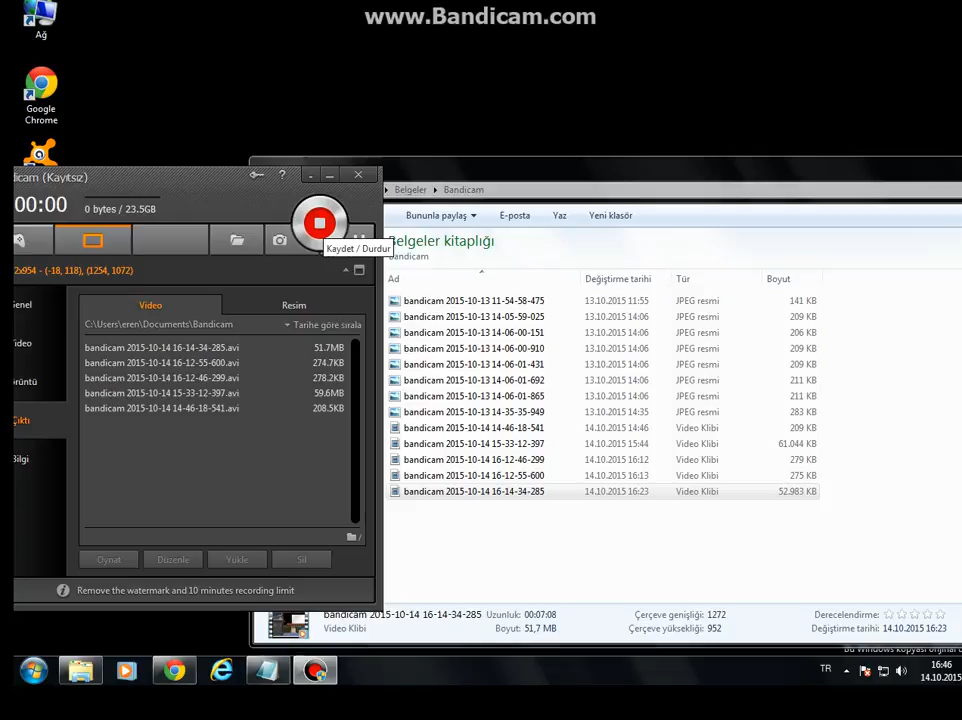 www.Bandicam.com
Ağ
Google
Chrome
dicam (Kayıtsız)
00:00
0 bytes / 23.5GB
Kaydet / Durdur
2x954 - (-18, 118), (1254, 1072)
enel
ideo
örüntü
Çıktı
Bilgi
Video
Resim
C:\Users\eren\Documents\Bandicam
Tarihe göre sırala
bandicam 2015-10-14 16-14-34-285.avi 51.7MB
bandicam 2015-10-14 16-12-55-600.avi 274.7KB
bandicam 2015-10-14 16-12-46-299.avi 278.2KB
bandicam 2015-10-14 15-33-12-397.avi 59.6MB
bandicam 2015-10-14 14-46-18-541.avi 208.5KB
Oynat Düzenle Yükle Sil
Remove the watermark and 10 minutes recording limit
Belgeler Bandicam
Bununla paylaş E-posta Yaz Yeni klasör
Belgeler kitaplığı
bandicam
Ad Değiştirme tarihi Tür Boyut
bandicam 2015-10-13 11-54-58-475 13.10.2015 11:55 JPEG resmi 141 KB
bandicam 2015-10-13 14-05-59-025 13.10.2015 14:06 JPEG resmi 209 KB
bandicam 2015-10-13 14-06-00-151 13.10.2015 14:06 JPEG resmi 206 KB
bandicam 2015-10-13 14-06-00-910 13.10.2015 14:06 JPEG resmi 209 KB
bandicam 2015-10-13 14-06-01-431 13.10.2015 14:06 JPEG resmi 209 KB
bandicam 2015-10-13 14-06-01-692 13.10.2015 14:06 JPEG resmi 211 KB
bandicam 2015-10-13 14-06-01-865 13.10.2015 14:06 JPEG resmi 211 KB
bandicam 2015-10-13 14-35-35-949 13.10.2015 14:35 JPEG resmi 283 KB
bandicam 2015-10-14 14-46-18-541 14.10.2015 14:46 Video Klibi 209 KB
bandicam 2015-10-14 15-33-12-397 14.10.2015 15:44 Video Klibi 61.044 KB
bandicam 2015-10-14 16-12-46-299 14.10.2015 16:12 Video Klibi 279 KB
bandicam 2015-10-14 16-12-55-600 14.10.2015 16:13 Video Klibi 275 KB
bandicam 2015-10-14 16-14-34-285 14.10.2015 16:23 Video Klibi 52.983 KB
bandicam 2015-10-14 16-14-34-285 Uzunluk: 00:07:08 Çerçeve genişliği: 1272 Derecelendirme:
Video Klibi Boyut: 51,7 MB Çerçeve yüksekliği: 952 Değiştirme tarihi: 14.10.2015 16:23
Bu Windows kopyası orijinal d
TR
16:46
14.10.2015